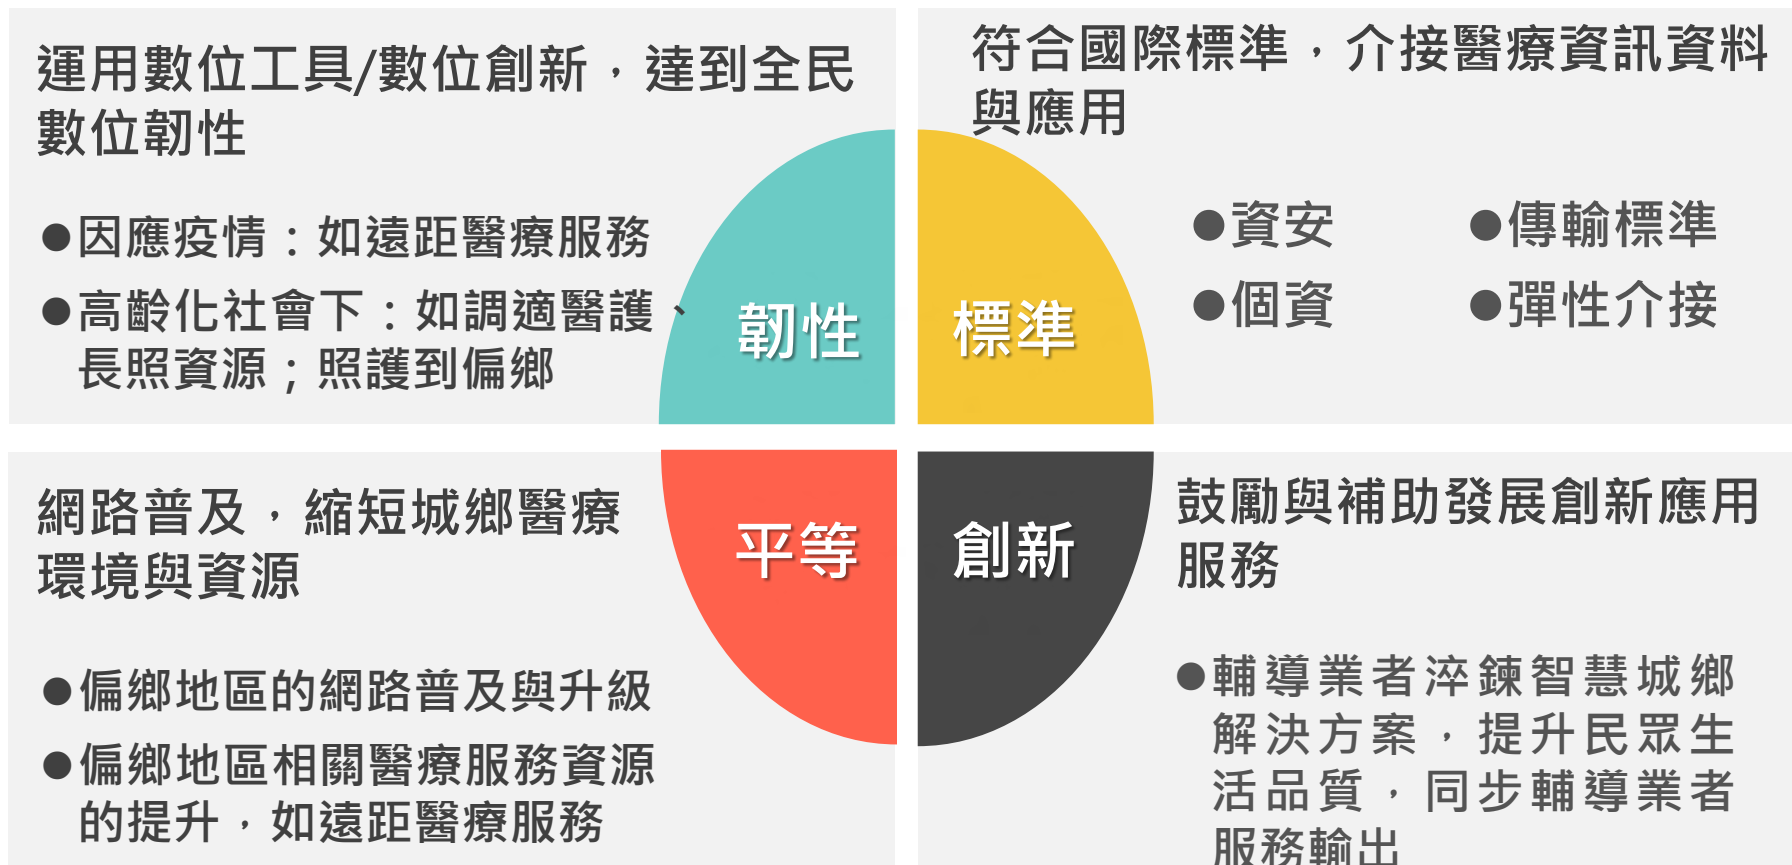 運用數位工具/數位創新，達到全民
數位韌性
●因應疫情：如遠距醫療服務
●高齡化社會下：如調適醫護、
長照資源；照護到偏鄉
韌性
符合國際標準，介接醫療資訊資料
與應用
●資安
●傳輸標準
●個資
●彈性介接
標準
網路普及，縮短城鄉醫療
環境與資源
●偏鄉地區的網路普及與升級
●偏鄉地區相關醫療服務資源
的提升，如遠距醫療服務
平等
創新
鼓勵與補助發展創新應用
服務
●輔導業者淬鍊智慧城鄉
解決方案，提升民眾生
活品質，同步輔導業者
服務輸出